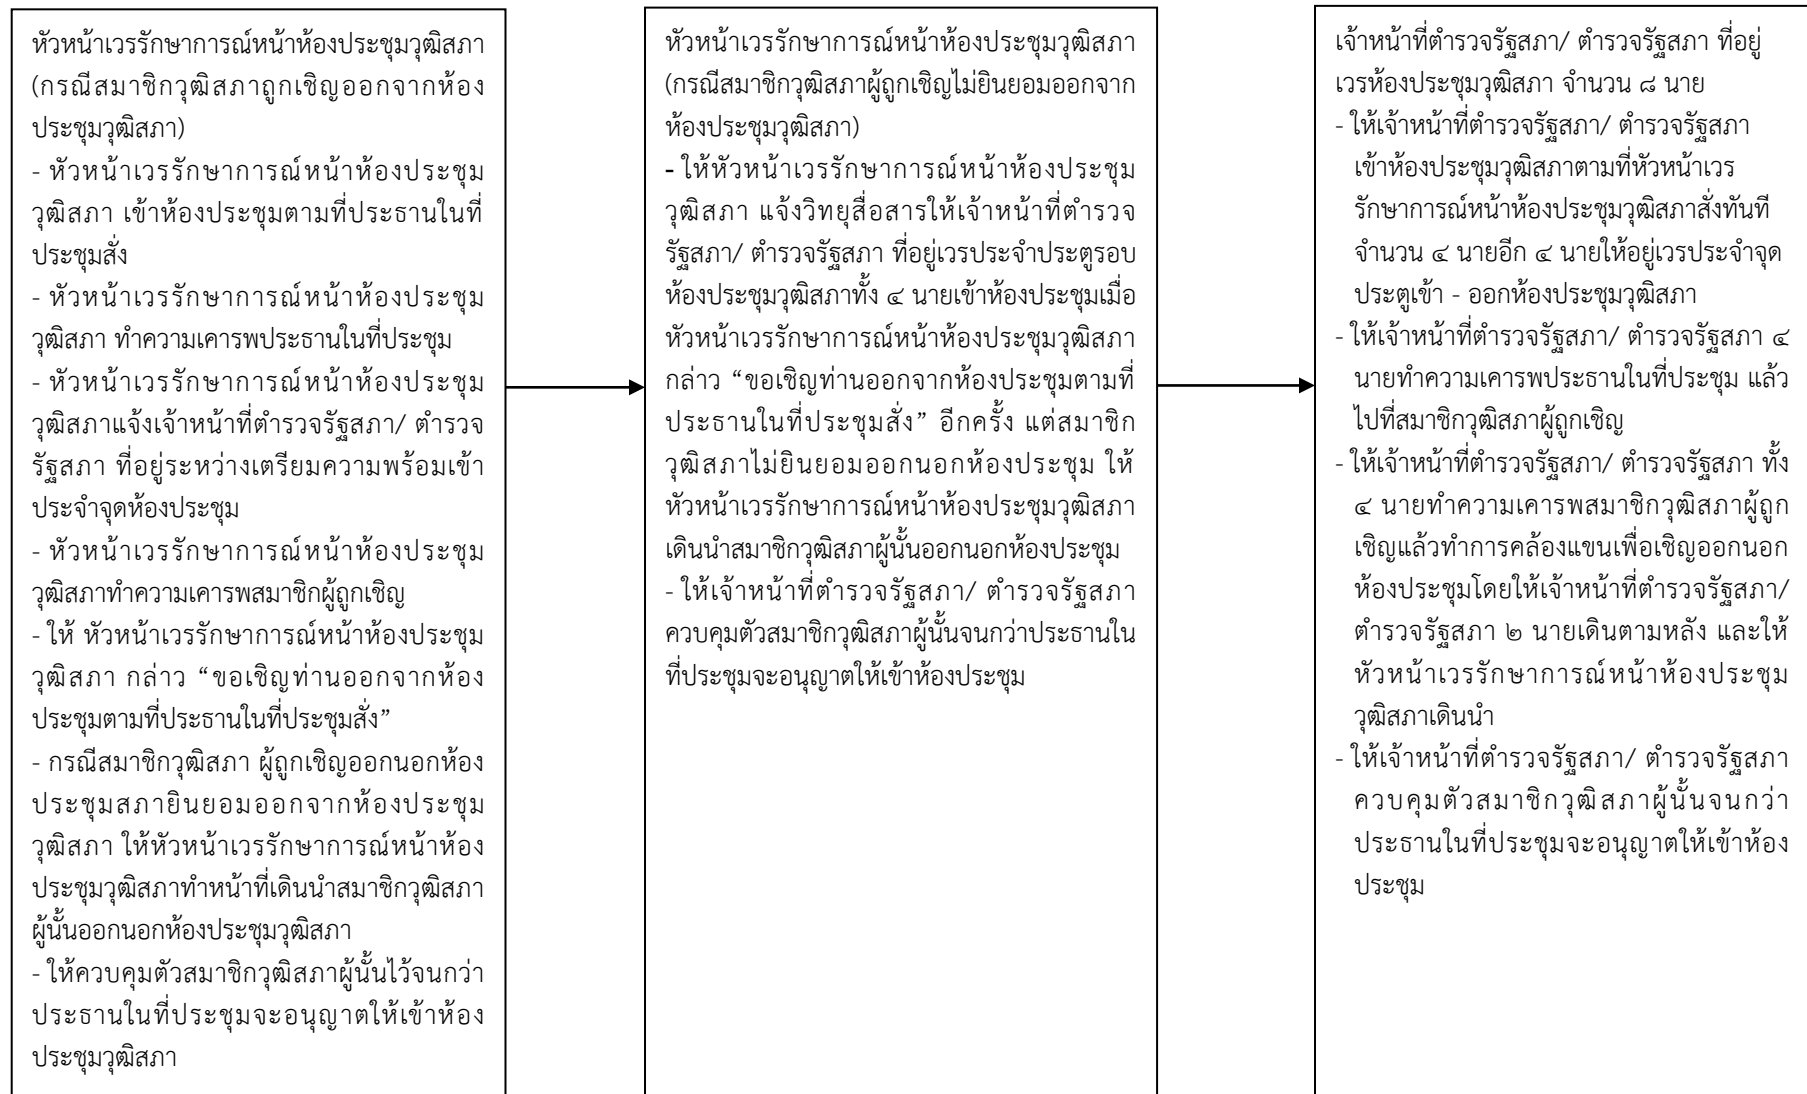 หัวหน้าเวรรักษาการณ์หน้าห้องประชุมวุฒิสภา
(กรณีสมาชิกวุฒิสภาถูกเชิญออกจากห้อง
ประชุมวุฒิสภา)
- หัวหน้าเวรรักษาการณ์หน้าห้องประชุม
วุฒิสภา เข้าห้องประชุมตามที่ประธานในที่
ประชุมสั่ง
- หัวหน้าเวรรักษาการณ์หน้าห้องประชุม
วุฒิสภา ทำความเคารพประธานในที่ประชุม
- หัวหน้าเวรรักษาการณ์หน้าห้องประชุม
วุฒิสภาแจ้งเจ้าหน้าที่ตำรวจรัฐสภา/ ตำรวจ
รัฐสภา ที่อยู่ระหว่างเตรียมความพร้อมเข้า
ประจำจุดห้องประชุม
- หัวหน้าเวรรักษาการณ์หน้าห้องประชุม
วุฒิสภาทำความเคารพสมาชิกผู้ถูกเชิญ
- ให้ หัวหน้าเวรรักษาการณ์หน้าห้องประชุม
วุฒิสภา กล่าว “ขอเชิญท่านออกจากห้อง
ประชุมตามที่ประธานในที่ประชุมสั่ง”
- กรณีสมาชิกวุฒิสภา ผู้ถูกเชิญออกนอกห้อง
ประชุมสภายินยอมออกจากห้องประชุม
วุฒิสภา ให้หัวหน้าเวรรักษาการณ์หน้าห้อง
ประชุมวุฒิสภาทำหน้าที่เดินนำสมาชิกวุฒิสภา
ผู้นั้นออกนอกห้องประชุมวุฒิสภา
- ให้ควบคุมตัวสมาชิกวุฒิสภาผู้นั้นไว้จนกว่า
ประธานในที่ประชุมจะอนุญาตให้เข้าห้อง
ประชุมวุฒิสภา
หัวหน้าเวรรักษาการณ์หน้าห้องประชุมวุฒิสภา
(กรณีสมาชิกวุฒิสภาผู้ถูกเชิญไม่ยินยอมออกจาก
ห้องประชุมวุฒิสภา)
- ให้หัวหน้าเวรรักษาการณ์หน้าห้องประชุม
วุฒิสภา แจ้งวิทยุสื่อสารให้เจ้าหน้าที่ตำรวจ
รัฐสภา/ ตำรวจรัฐสภา ที่อยู่เวรประจำประตูรอบ
ห้องประชุมวุฒิสภาทั้ง ๔ นายเข้าห้องประชุมเมื่อ
หัวหน้าเวรรักษาการณ์หน้าห้องประชุมวุฒิสภา
กล่าว “ขอเชิญท่านออกจากห้องประชุมตามที่
ประธานในที่ประชุมสั่ง” อีกครั้ง แต่สมาชิก
วุฒิสภาไม่ยินยอมออกนอกห้องประชุม ให้
หัวหน้าเวรรักษาการณ์หน้าห้องประชุมวุฒิสภา
เดินนำสมาชิกวุฒิสภาผู้นั้นออกนอกห้องประชุม
- ให้เจ้าหน้าที่ตำรวจรัฐสภา/ ตำรวจรัฐสภา
ควบคุมตัวสมาชิกวุฒิสภาผู้นั้นจนกว่าประธานใน
ที่ประชุมจะอนุญาตให้เข้าห้องประชุม
เจ้าหน้าที่ตำรวจรัฐสภา/ ตำรวจรัฐสภา ที่อยู่
เวรห้องประชุมวุฒิสภา จำนวน ๘ นาย
- ให้เจ้าหน้าที่ตำรวจรัฐสภา/ ตำรวจรัฐสภา
เข้าห้องประชุมวุฒิสภาตามที่หัวหน้าเวร
รักษาการณ์หน้าห้องประชุมวุฒิสภาสั่งทันที
จำนวน ๔ นายอีก ๔ นายให้อยู่เวรประจำจุด
ประตูเข้า - ออกห้องประชุมวุฒิสภา
- ให้เจ้าหน้าที่ตำรวจรัฐสภา/ ตำรวจรัฐสภา ๔
นายทำความเคารพประธานในที่ประชุม แล้ว
ไปที่สมาชิกวุฒิสภาผู้ถูกเชิญ
- ให้เจ้าหน้าที่ตำรวจรัฐสภา/ ตำรวจรัฐสภา ทั้ง
๔ นายทำความเคารพสมาชิกวุฒิสภาผู้ถูก
เชิญแล้วทำการคล้องแขนเพื่อเชิญออกนอก
ห้องประชุมโดยให้เจ้าหน้าที่ตำรวจรัฐสภา/
ตำรวจรัฐสภา ๒ นายเดินตามหลัง และให้
หัวหน้าเวรรักษาการณ์หน้าห้องประชุม
วุฒิสภาเดินนำ
- ให้เจ้าหน้าที่ตำรวจรัฐสภา/ ตำรวจรัฐสภา
ควบคุมตัวสมาชิกวุฒิสภาผู้นั้นจนกว่า
ประธานในที่ประชุมจะอนุญาตให้เข้าห้อง
ประชุม